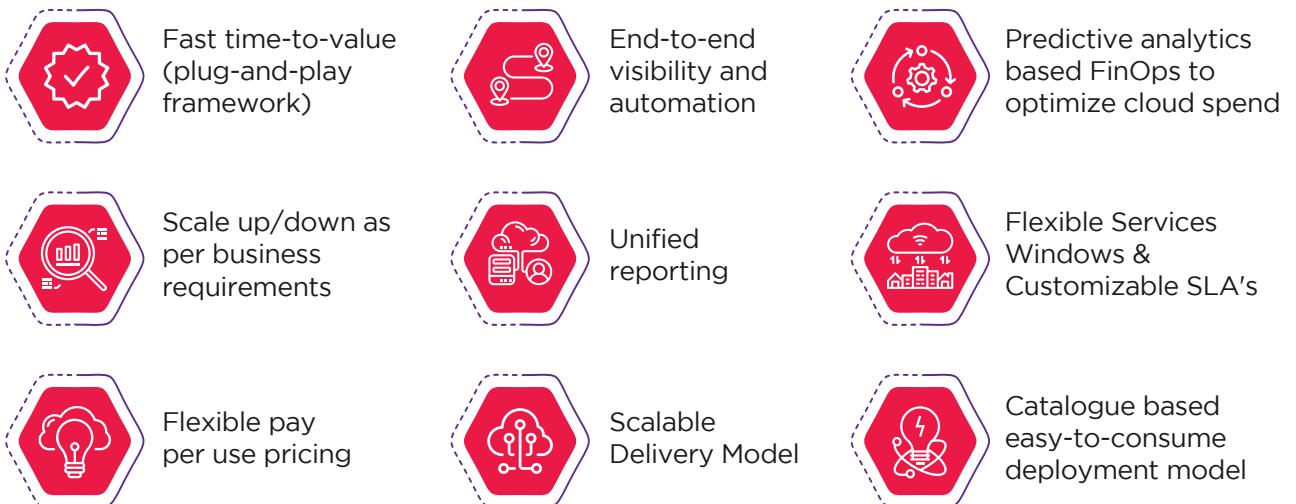 Fast time-to-value
(plug-and-play
framework)
End-to-end
visibility and
automation
Predictive analytics
based FinOps to
optimize cloud spend
Scale up/down as
per business
requirements
Unified
reporting
Flexible Services
Windows &
Customizable SLA's
Flexible pay
per use pricing
Scalable
Delivery Model
Catalogue based
easy-to-consume
deployment model